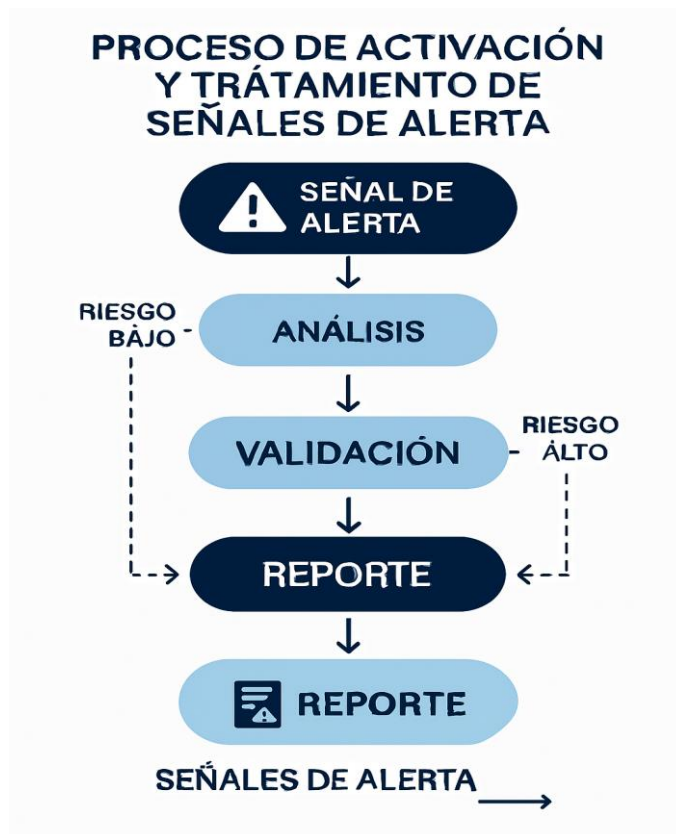 PROCESO DE ACTIVACIÓN
Y TRÁTAMIENTO DE
SEÑALES DE ALERTA
SEÑAL DE
ALERTA
RIESGO
BÁJO
ANÁLISIS
VALIDACIÓN
RIESGO
ÁLTO
REPORTE
REPORTE
SEÑALES DE ALERTA